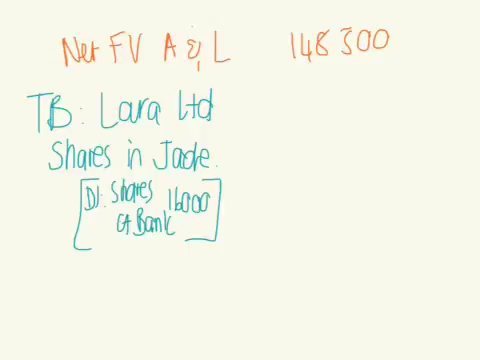 Net FV A & L 148 300
TB: Lara Ltd
Shares in Jade.
Dr Shares 16000
Cr Bank